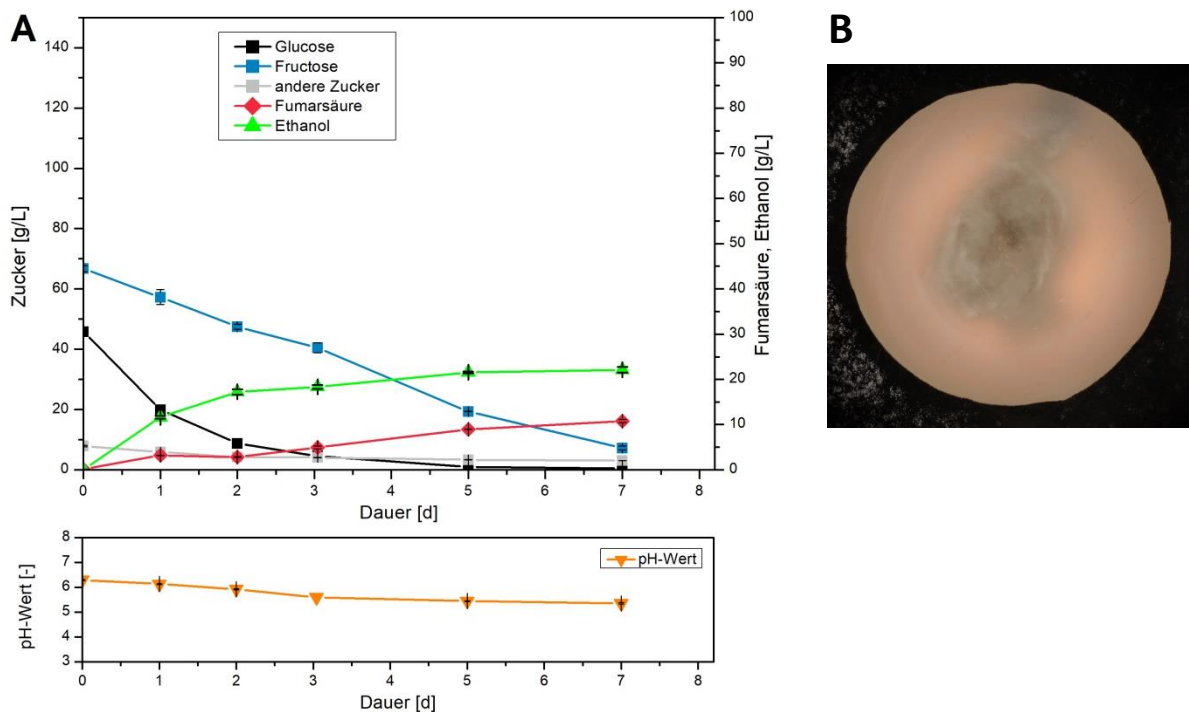 A
B
Glucose
Fructose
andere Zucker
Fumarsäure
Ethanol
140
120
100
80
60
40
20
0
Zucker [g/L]
100
90
80
70
60
50
40
30
20
10
0
Fumarsäure, Ethanol [g/L]
0 1 2 3 4 5 6 7 8
Dauer [d]
pH-Wert
8
7
6
5
4
3
pH-Wert [-]
0 1 2 3 4 5 6 7 8
Dauer [d]